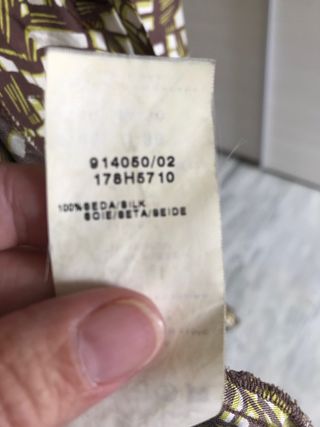 914050/02
178H5710
100%SEDA/SILK
SOIE/SETA/SEIDE